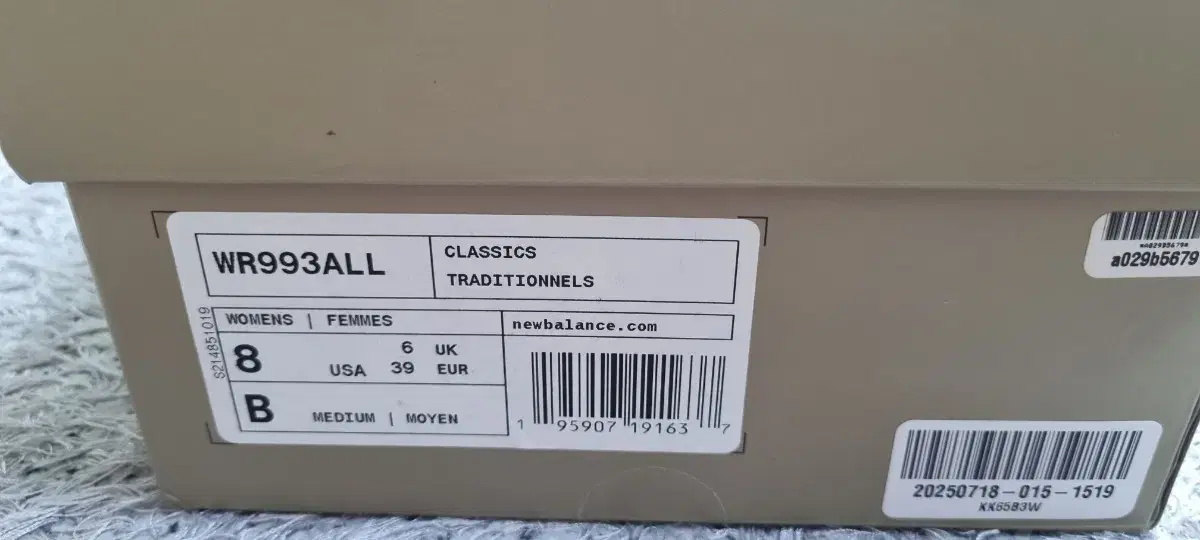 WR993ALL
CLASSICS
TRADITIONNELS
WOMENS | FEMMES
newbalance.com
8
USA
6 UK
39 EUR
B
MEDIUM | MOYEN
S214851019
1 95907 19163 7
a029b5679
20250718-015-1519
KK6583W